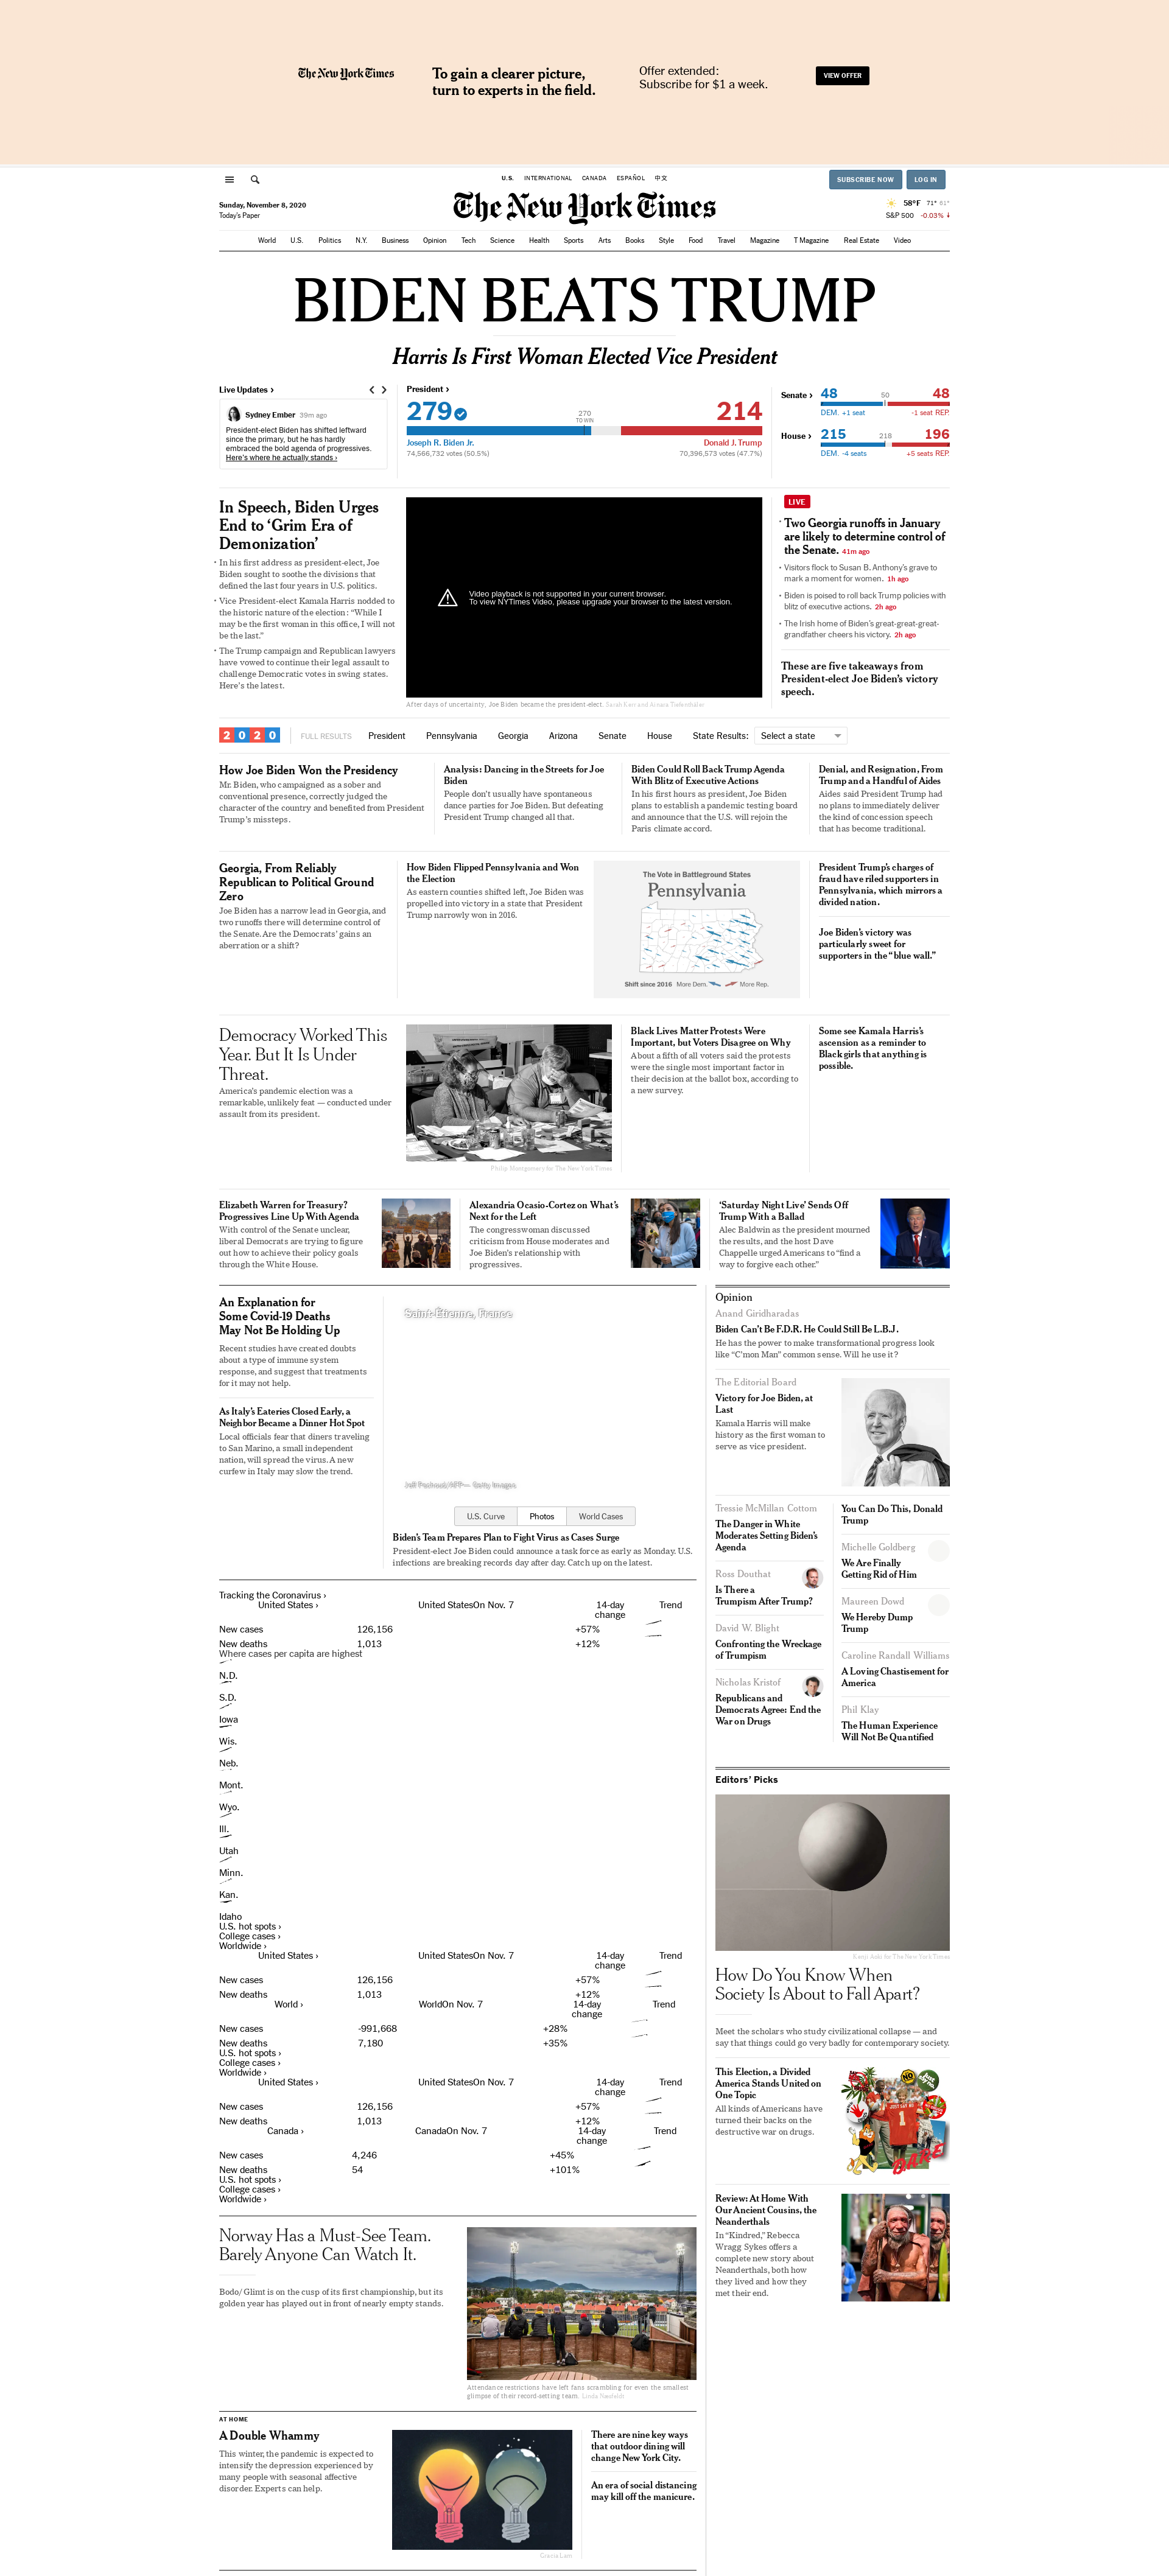 The New York Times
To gain a clearer picture,
turn to experts in the field.
Offer extended:
Subscribe for $1 a week.
VIEW OFFER
U.S. INTERNATIONAL CANADA ESPAÑOL 中文
SUBSCRIBE NOW LOG IN
Sunday, November 8, 2020
Today's Paper
The New York Times
58°F 71° 61°
S&P 500 -0.03%
World U.S. Politics N.Y. Business Opinion Tech Science Health Sports Arts Books Style Food Travel Magazine T Magazine Real Estate Video
BIDEN BEATS TRUMP
Harris Is First Woman Elected Vice President
Live Updates ›
Sydney Ember 39m ago
President-elect Biden has shifted leftward
since the primary, but he has hardly
embraced the bold agenda of progressives.
Here's where he actually stands ›
President ›
279 214
270
TO WIN
Joseph R. Biden Jr. Donald J. Trump
74,566,732 votes (50.5%) 70,396,573 votes (47.7%)
Senate › 48 50 48
DEM. +1 seat -1 seat REP.
House › 215 218 196
DEM. -4 seats +5 seats REP.
In Speech, Biden Urges
End to ‘Grim Era of
Demonization’
In his first address as president-elect, Joe
Biden sought to soothe the divisions that
defined the last four years in U.S. politics.
Vice President-elect Kamala Harris nodded to
the historic nature of the election: “While I
may be the first woman in this office, I will not
be the last.”
The Trump campaign and Republican lawyers
have vowed to continue their legal assault to
challenge Democratic votes in swing states.
Here's the latest.
Video playback is not supported in your current browser.
To view NYTimes Video, please upgrade your browser to the latest version.
After days of uncertainty, Joe Biden became the president-elect. Sarah Kerr and Ainara Tiefenthäler
LIVE
Two Georgia runoffs in January
are likely to determine control of
the Senate. 41m ago
Visitors flock to Susan B. Anthony's grave to
mark a moment for women. 1h ago
Biden is poised to roll back Trump policies with
blitz of executive actions. 2h ago
The Irish home of Biden's great-great-great-
grandfather cheers his victory. 2h ago
These are five takeaways from
President-elect Joe Biden's victory
speech.
2020 FULL RESULTS President Pennsylvania Georgia Arizona Senate House State Results: Select a state
How Joe Biden Won the Presidency
Mr. Biden, who campaigned as a sober and
conventional presence, correctly judged the
character of the country and benefited from President
Trump's missteps.
Analysis: Dancing in the Streets for Joe
Biden
People don't usually have spontaneous
dance parties for Joe Biden. But defeating
President Trump changed all that.
Biden Could Roll Back Trump Agenda
With Blitz of Executive Actions
In his first hours as president, Joe Biden
plans to establish a pandemic testing board
and announce that the U.S. will rejoin the
Paris climate accord.
Denial, and Resignation, From
Trump and a Handful of Aides
Aides said President Trump had
no plans to immediately deliver
the kind of concession speech
that has become traditional.
Georgia, From Reliably
Republican to Political Ground
Zero
Joe Biden has a narrow lead in Georgia, and
two runoffs there will determine control of
the Senate. Are the Democrats' gains an
aberration or a shift?
How Biden Flipped Pennsylvania and Won
the Election
As eastern counties shifted left, Joe Biden was
propelled into victory in a state that President
Trump narrowly won in 2016.
The Vote in Battleground States
Pennsylvania
Shift since 2016 More Dem. More Rep.
President Trump's charges of
fraud have riled supporters in
Pennsylvania, which mirrors a
divided nation.
Joe Biden's victory was
particularly sweet for
supporters in the “blue wall.”
Democracy Worked This
Year. But It Is Under
Threat.
America's pandemic election was a
remarkable, unlikely feat — conducted under
assault from its president.
Philip Montgomery for The New York Times
Black Lives Matter Protests Were
Important, but Voters Disagree on Why
About a fifth of all voters said the protests
were the single most important factor in
their decision at the ballot box, according to
a new survey.
Some see Kamala Harris's
ascension as a reminder to
Black girls that anything is
possible.
Elizabeth Warren for Treasury?
Progressives Line Up With Agenda
With control of the Senate unclear,
liberal Democrats are trying to figure
out how to achieve their policy goals
through the White House.
Alexandria Ocasio-Cortez on What's
Next for the Left
The congresswoman discussed
criticism from House moderates and
Joe Biden's relationship with
progressives.
‘Saturday Night Live’ Sends Off
Trump With a Ballad
Alec Baldwin as the president mourned
the results, and the host Dave
Chappelle urged Americans to “find a
way to forgive each other.”
An Explanation for
Some Covid-19 Deaths
May Not Be Holding Up
Recent studies have created doubts
about a type of immune system
response, and suggest that treatments
for it may not help.
As Italy's Eateries Closed Early, a
Neighbor Became a Dinner Hot Spot
Local officials fear that diners traveling
to San Marino, a small independent
nation, will spread the virus. A new
curfew in Italy may slow the trend.
Saint-Étienne, France
Jeff Pachoud/AFP — Getty Images
U.S. Curve Photos World Cases
Biden's Team Prepares Plan to Fight Virus as Cases Surge
President-elect Joe Biden could announce a task force as early as Monday. U.S.
infections are breaking records day after day. Catch up on the latest.
Tracking the Coronavirus ›
United States › United StatesOn Nov. 7 14-day Trend
change
New cases 126,156 +57%
New deaths 1,013 +12%
Where cases per capita are highest
N.D.
S.D.
Iowa
Wis.
Neb.
Mont.
Wyo.
Ill.
Utah
Minn.
Kan.
Idaho
U.S. hot spots ›
College cases ›
Worldwide ›
United States › United StatesOn Nov. 7 14-day Trend
change
New cases 126,156 +57%
New deaths 1,013 +12%
World › WorldOn Nov. 7 14-day Trend
change
New cases -991,668 +28%
New deaths 7,180 +35%
U.S. hot spots ›
College cases ›
Worldwide ›
United States › United StatesOn Nov. 7 14-day Trend
change
New cases 126,156 +57%
New deaths 1,013 +12%
Canada › CanadaOn Nov. 7 14-day Trend
change
New cases 4,246 +45%
New deaths 54 +101%
U.S. hot spots ›
College cases ›
Worldwide ›
Norway Has a Must-See Team.
Barely Anyone Can Watch It.
Bodo/Glimt is on the cusp of its first championship, but its
golden year has played out in front of nearly empty stands.
Attendance restrictions have left fans scrambling for even the smallest
glimpse of their record-setting team.
AT HOME
A Double Whammy
This winter, the pandemic is expected to
intensify the depression experienced by
many people with seasonal affective
disorder. Experts can help.
Grazia Lam
There are nine key ways
that outdoor dining will
change New York City.
An era of social distancing
may kill off the manicure.
Opinion
Anand Giridharadas
Biden Can't Be F.D.R. He Could Still Be L.B.J.
He has the power to make transformational progress look
like “C'mon Man” common sense. Will he use it?
The Editorial Board
Victory for Joe Biden, at
Last
Kamala Harris will make
history as the first woman to
serve as vice president.
Tressie McMillan Cottom
The Danger in White
Moderates Setting Biden's
Agenda
Ross Douthat
Is There a
Trumpism After Trump?
David W. Blight
Confronting the Wreckage
of Trumpism
Nicholas Kristof
Republicans and
Democrats Agree: End the
War on Drugs
You Can Do This, Donald
Trump
Michelle Goldberg
We Are Finally
Getting Rid of Him
Maureen Dowd
We Hereby Dump
Trump
Caroline Randall Williams
A Loving Chastisement for
America
Phil Klay
The Human Experience
Will Not Be Quantified
Editors' Picks
Kenji Aoki for The New York Times
How Do You Know When
Society Is About to Fall Apart?
Meet the scholars who study civilizational collapse — and
say that things could go very badly for contemporary society.
This Election, a Divided
America Stands United on
One Topic
All kinds of Americans have
turned their backs on the
destructive war on drugs.
NO
1
DARE
Review: At Home With
Our Ancient Cousins, the
Neanderthals
In “Kindred,” Rebecca
Wragg Sykes offers a
complete new story about
Neanderthals, both how
they lived and how they
met their end.